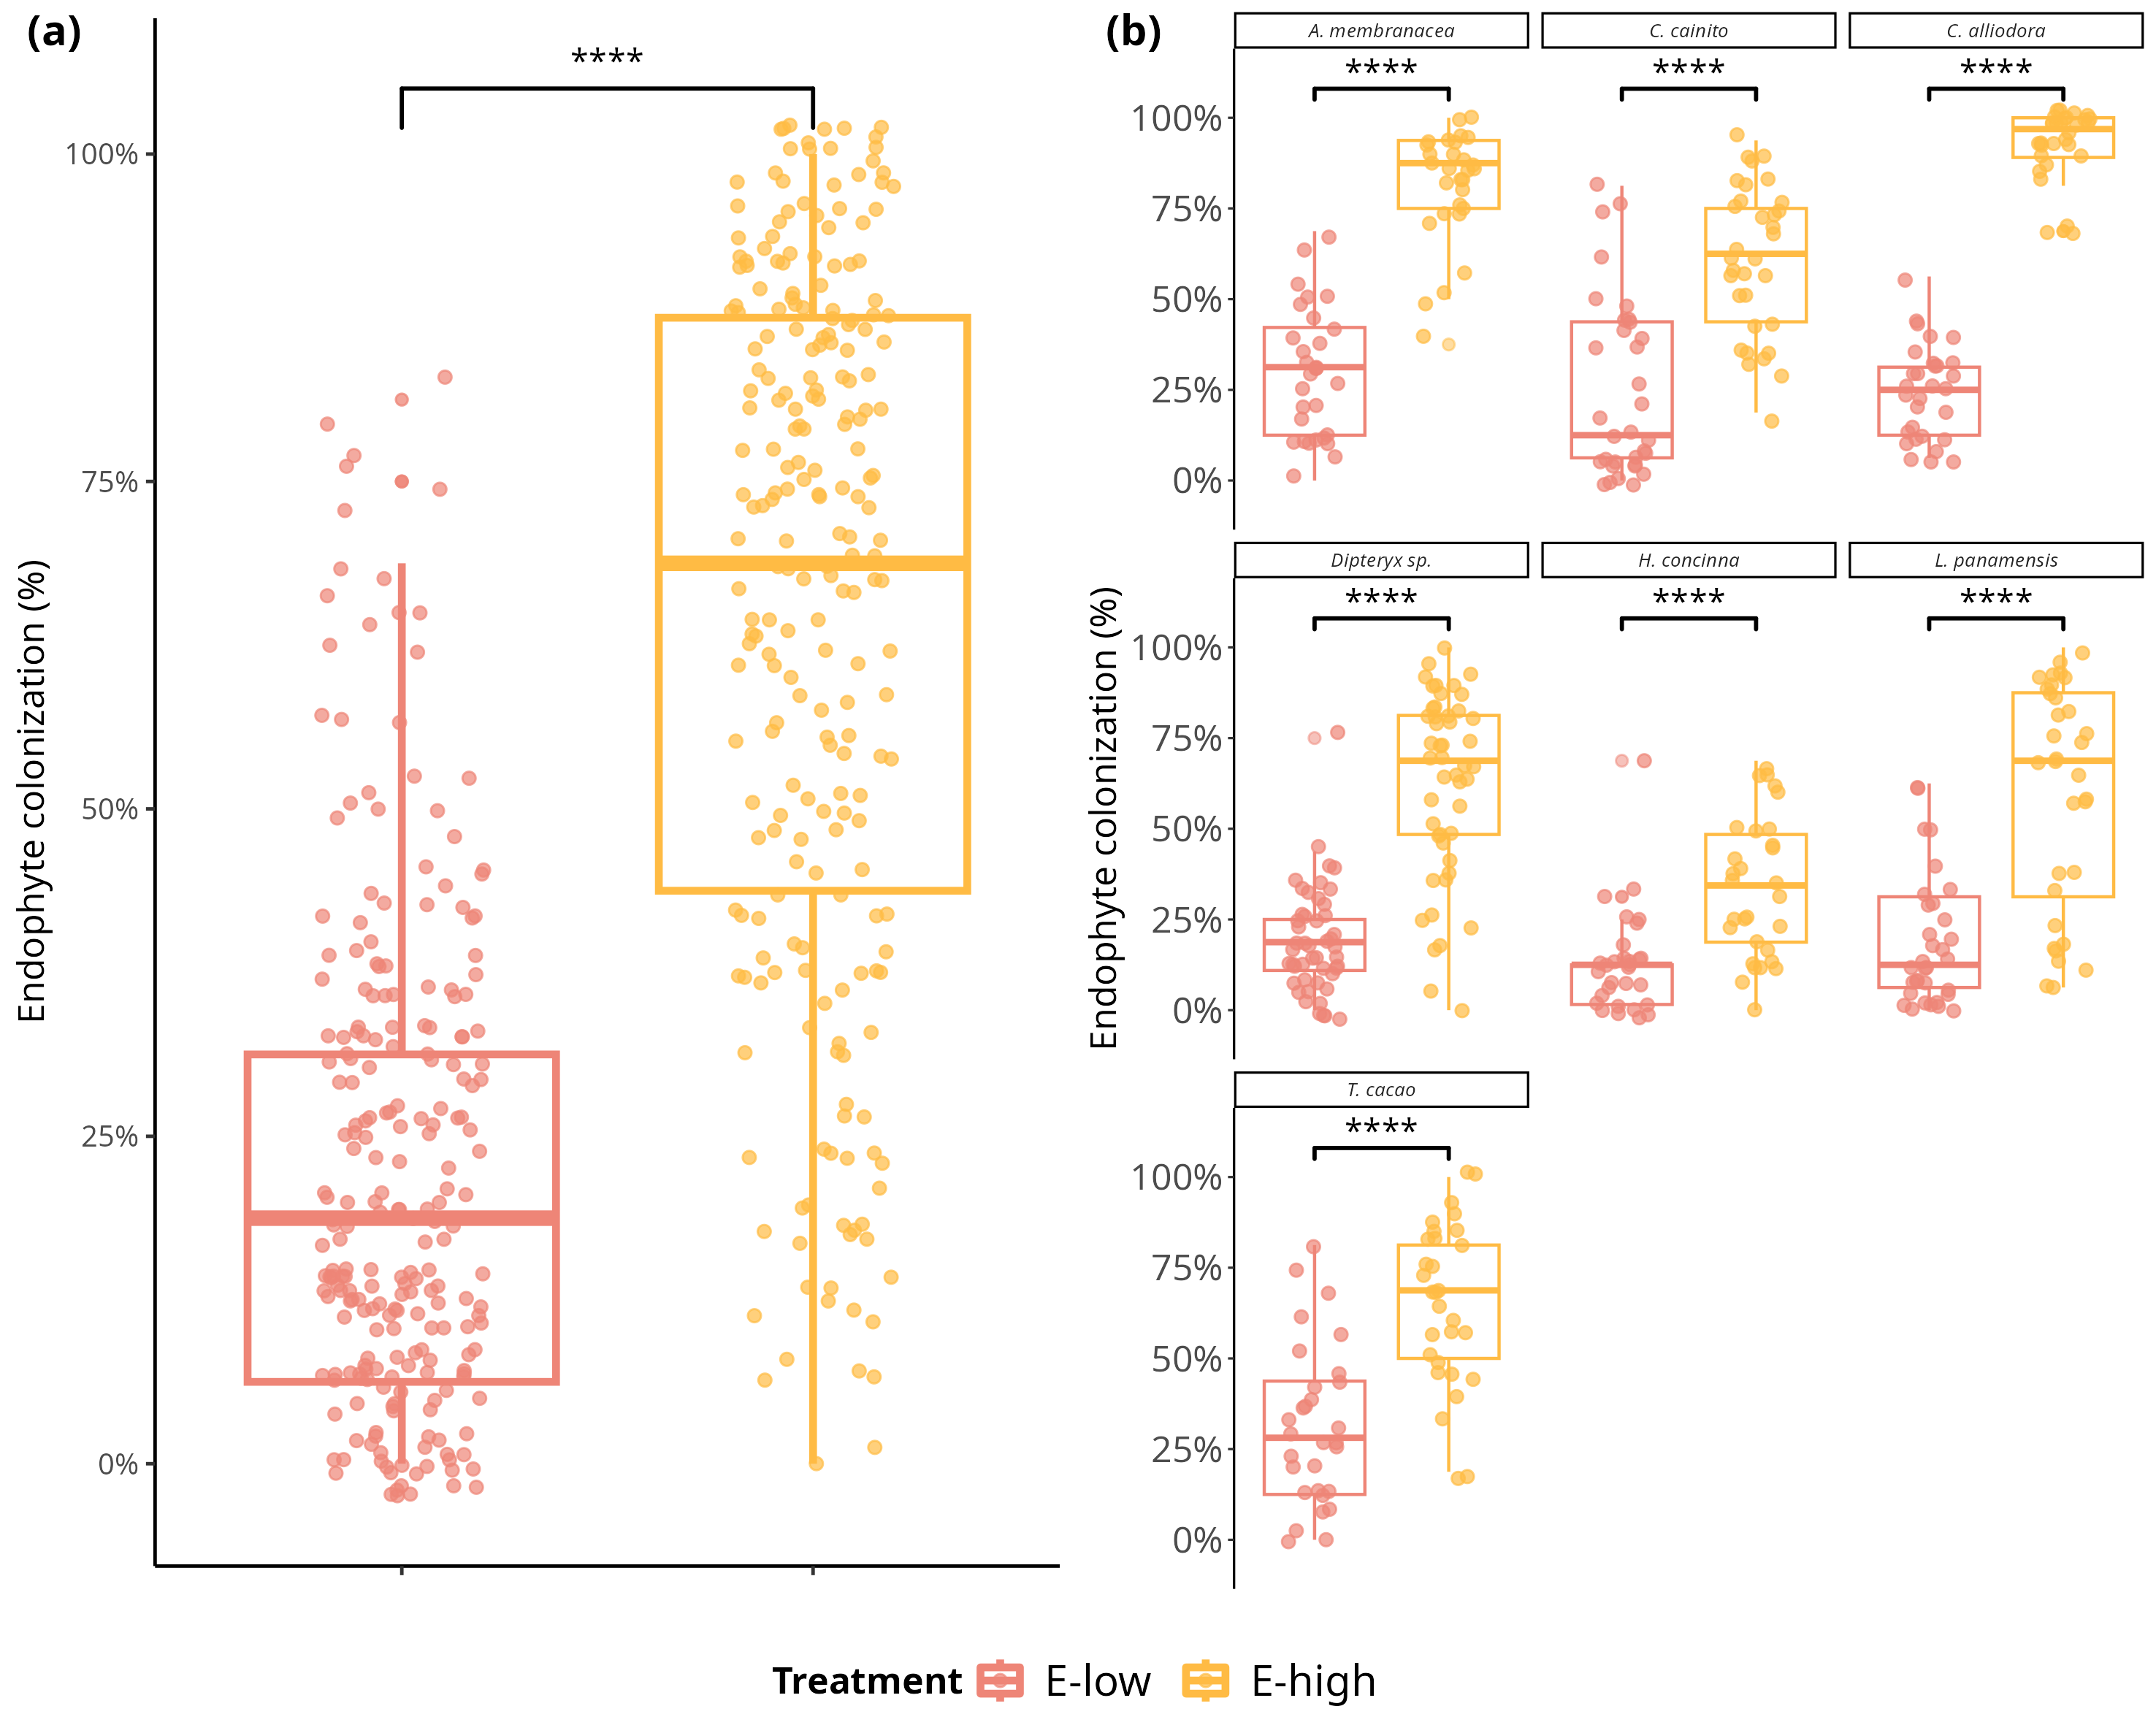 (a)
****
100%
75%
50%
25%
0%
Endophyte colonization (%)
(b)
A. membranacea
C. cainito
C. alliodora
****
****
****
100%
75%
50%
25%
0%
Dipteryx sp.
H. concinna
L. panamensis
****
****
****
100%
75%
50%
25%
0%
Endophyte colonization (%)
T. cacao
****
100%
75%
50%
25%
0%
Treatment E-low E-high